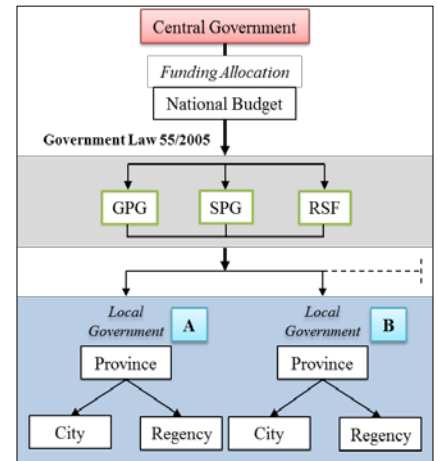 Central Government
Funding Allocation
National Budget
Government Law 55/2005
GPG SPG RSF
Local
Government
A
Local
Government
B
Province Province
City Regency City Regency